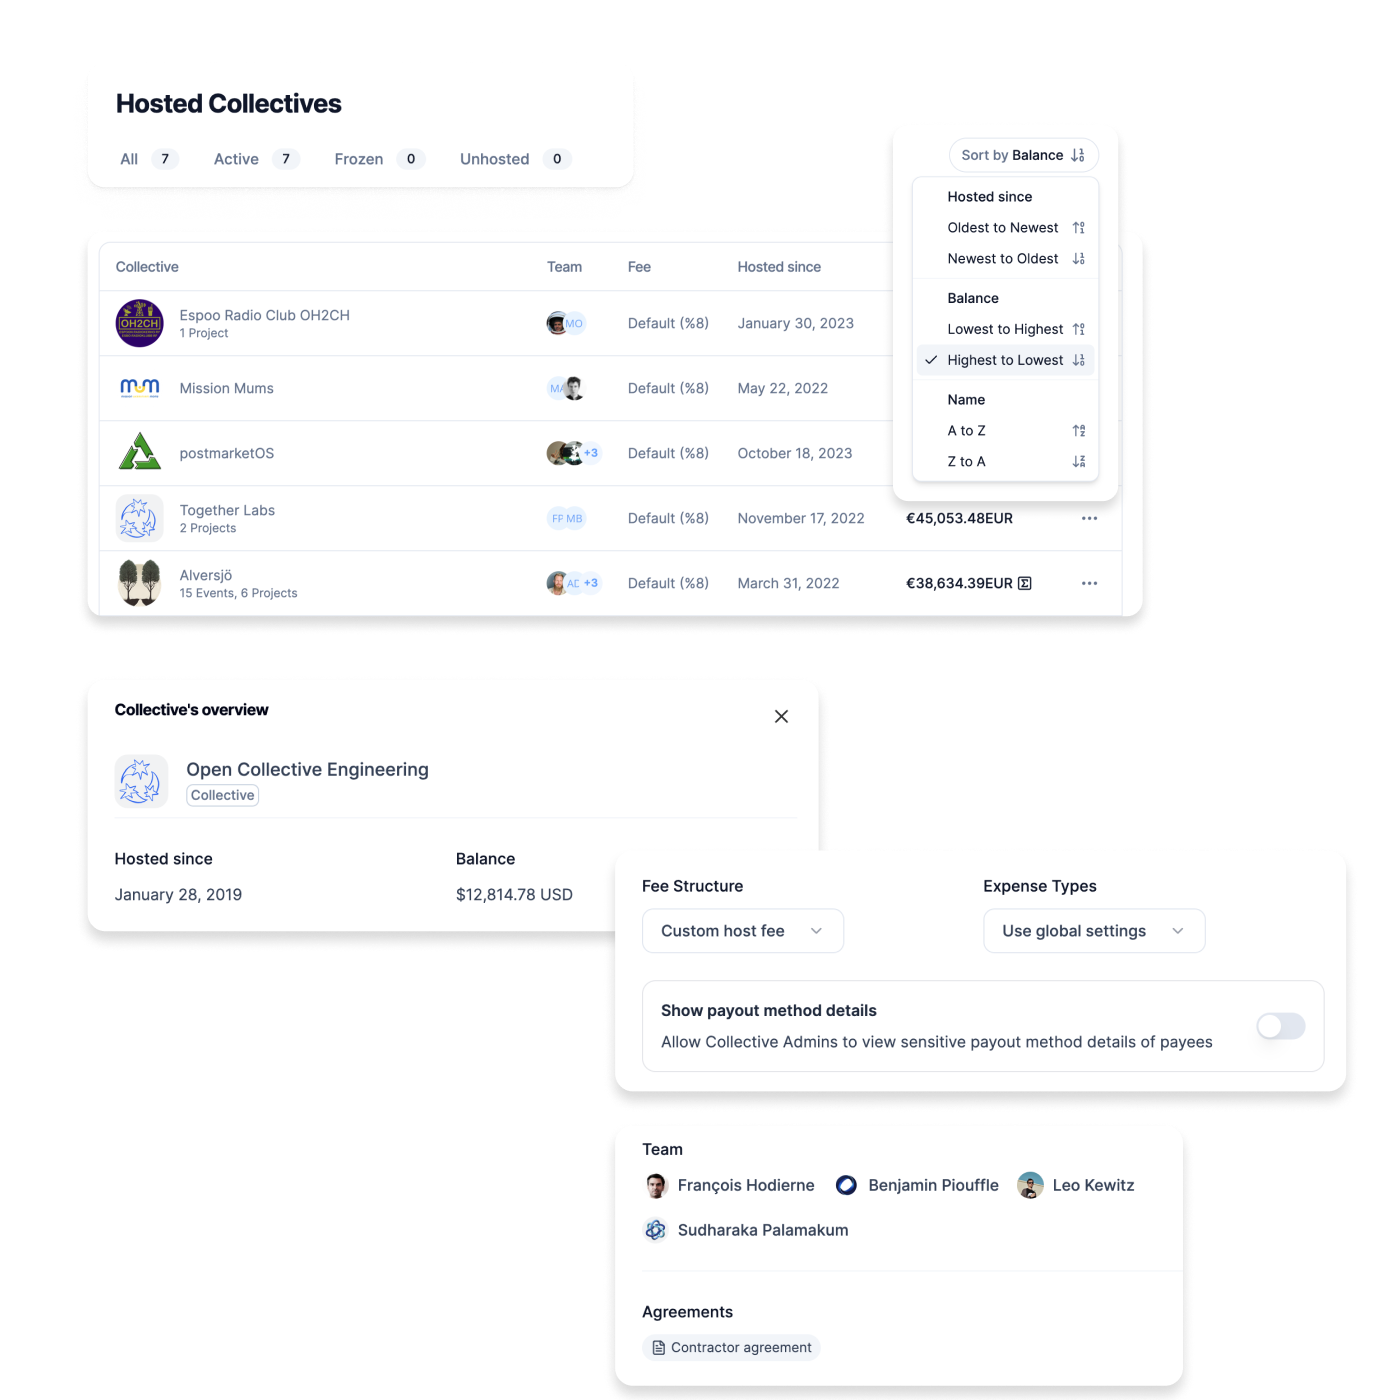 Hosted Collectives
All 7 Active 7 Frozen 0 Unhosted 0
Sort by Balance
Hosted since
Oldest to Newest
Newest to Oldest
Balance
Lowest to Highest
Highest to Lowest
Name
A to Z
Z to A
Collective Team Fee Hosted since
OH2CH
Espoo Radio Club OH2CH
1 Project
MO Default (%8) January 30, 2023
Mission Mums MA Default (%8) May 22, 2022
postmarketOS +3 Default (%8) October 18, 2023
Together Labs
2 Projects
FP MB Default (%8) November 17, 2022 €45,053.48EUR
Alversjö
15 Events, 6 Projects
AD +3 Default (%8) March 31, 2022 €38,634.39EUR
Collective's overview
Open Collective Engineering
Collective
Hosted since Balance
January 28, 2019 $12,814.78 USD
Fee Structure Expense Types
Custom host fee Use global settings
Show payout method details
Allow Collective Admins to view sensitive payout method details of payees
Team
François Hodierne Benjamin Piouffle Leo Kewitz
Sudharaka Palamakum
Agreements
Contractor agreement